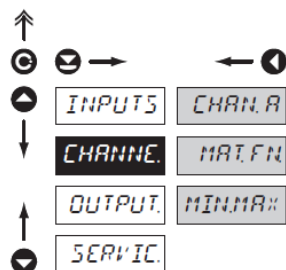 INPUTS CHAN. A
CHANNE. MAT. FN.
OUTPUT. MIN.MAX
SERVIC.